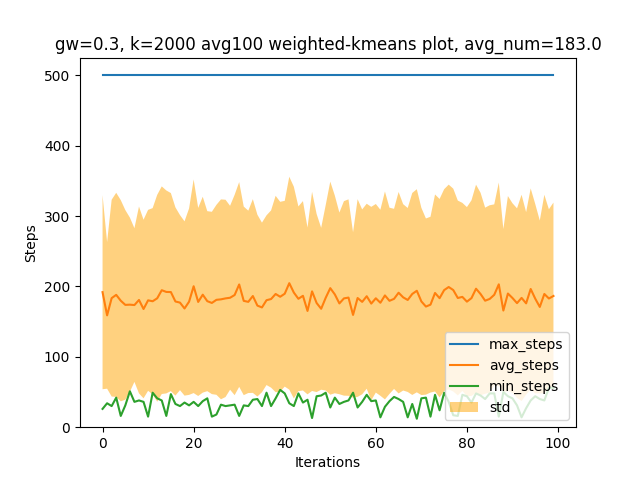 gw=0.3, k=2000 avg100 weighted-kmeans plot, avg_num=183.0
500
400
300
200
100
0
Steps
max_steps
avg_steps
min_steps
std
0
20
40
60
80
100
Iterations